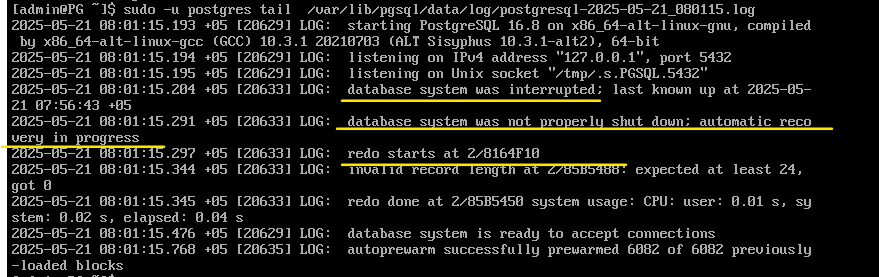 [admin@PG ~]$ sudo -u postgres tail  /var/lib/pgsql/data/log/postgresql-2025-05-21_080115.log
2025-05-21 08:01:15.193 +05 [20629] LOG:  starting PostgreSQL 16.8 on x86_64-alt-linux-gnu, compiled
 by x86_64-alt-linux-gcc (GCC) 10.3.1 20210703 (ALT Sisyphus 10.3.1-alt2), 64-bit
2025-05-21 08:01:15.194 +05 [20629] LOG:  listening on IPv4 address "127.0.0.1", port 5432
2025-05-21 08:01:15.195 +05 [20629] LOG:  listening on Unix socket "/tmp/.s.PGSQL.5432"
2025-05-21 08:01:15.204 +05 [20633] LOG:  database system was interrupted; last known up at 2025-05-
21 07:56:43 +05
2025-05-21 08:01:15.291 +05 [20633] LOG:  database system was not properly shut down; automatic reco
very in progress
2025-05-21 08:01:15.297 +05 [20633] LOG:  redo starts at 2/8164F10
2025-05-21 08:01:15.344 +05 [20633] LOG:  invalid record length at 2/85B5488: expected at least 24,
got 0
2025-05-21 08:01:15.345 +05 [20633] LOG:  redo done at 2/85B5450 system usage: CPU: user: 0.01 s, sy
stem: 0.02 s, elapsed: 0.04 s
2025-05-21 08:01:15.476 +05 [20629] LOG:  database system is ready to accept connections
2025-05-21 08:01:15.768 +05 [20635] LOG:  autoprewarm successfully prewarmed 6082 of 6082 previously
-loaded blocks